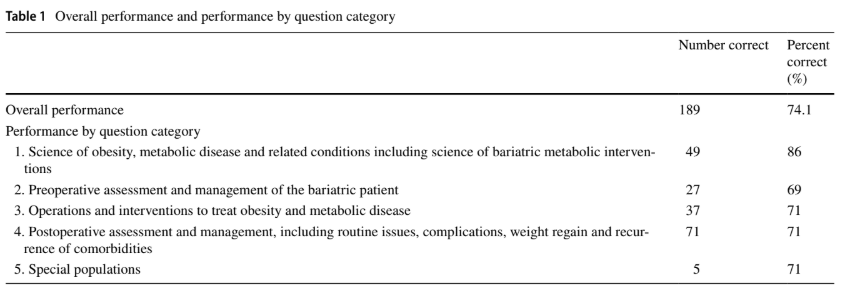 Table 1 Overall performance and performance by question category
Number correct Percent
correct
(%)
Overall performance 189 74.1
Performance by question category
1. Science of obesity, metabolic disease and related conditions including science of bariatric metabolic interven- 49 86
tions
2. Preoperative assessment and management of the bariatric patient 27 69
3. Operations and interventions to treat obesity and metabolic disease 37 71
4. Postoperative assessment and management, including routine issues, complications, weight regain and recur- 71 71
rence of comorbidities
5. Special populations 5 71